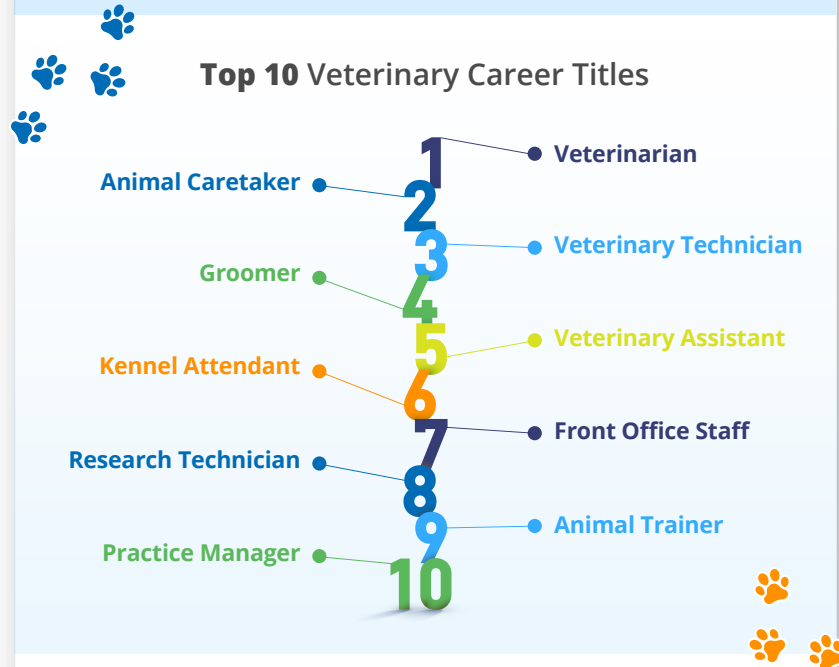 Top 10 Veterinary Career Titles
1 Veterinarian
Animal Caretaker 2
3 Veterinary Technician
Groomer 4
5 Veterinary Assistant
Kennel Attendant 6
7 Front Office Staff
Research Technician 8
9 Animal Trainer
Practice Manager 10